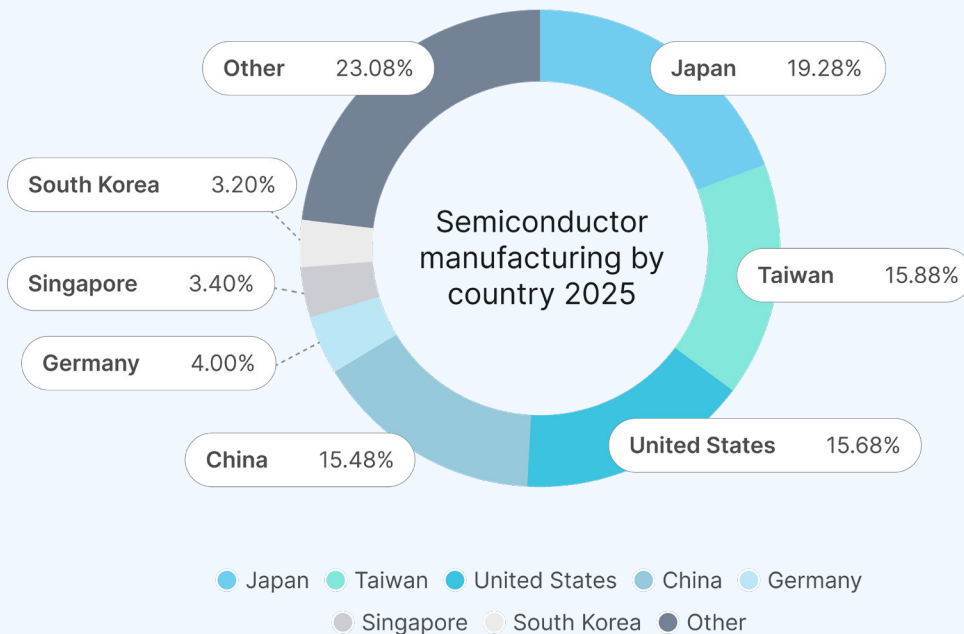 Other 23.08%
Japan 19.28%
South Korea 3.20%
Semiconductor
manufacturing by
country 2025
Taiwan 15.88%
Singapore 3.40%
Germany 4.00%
United States 15.68%
China 15.48%
Japan Taiwan United States China Germany
Singapore South Korea Other